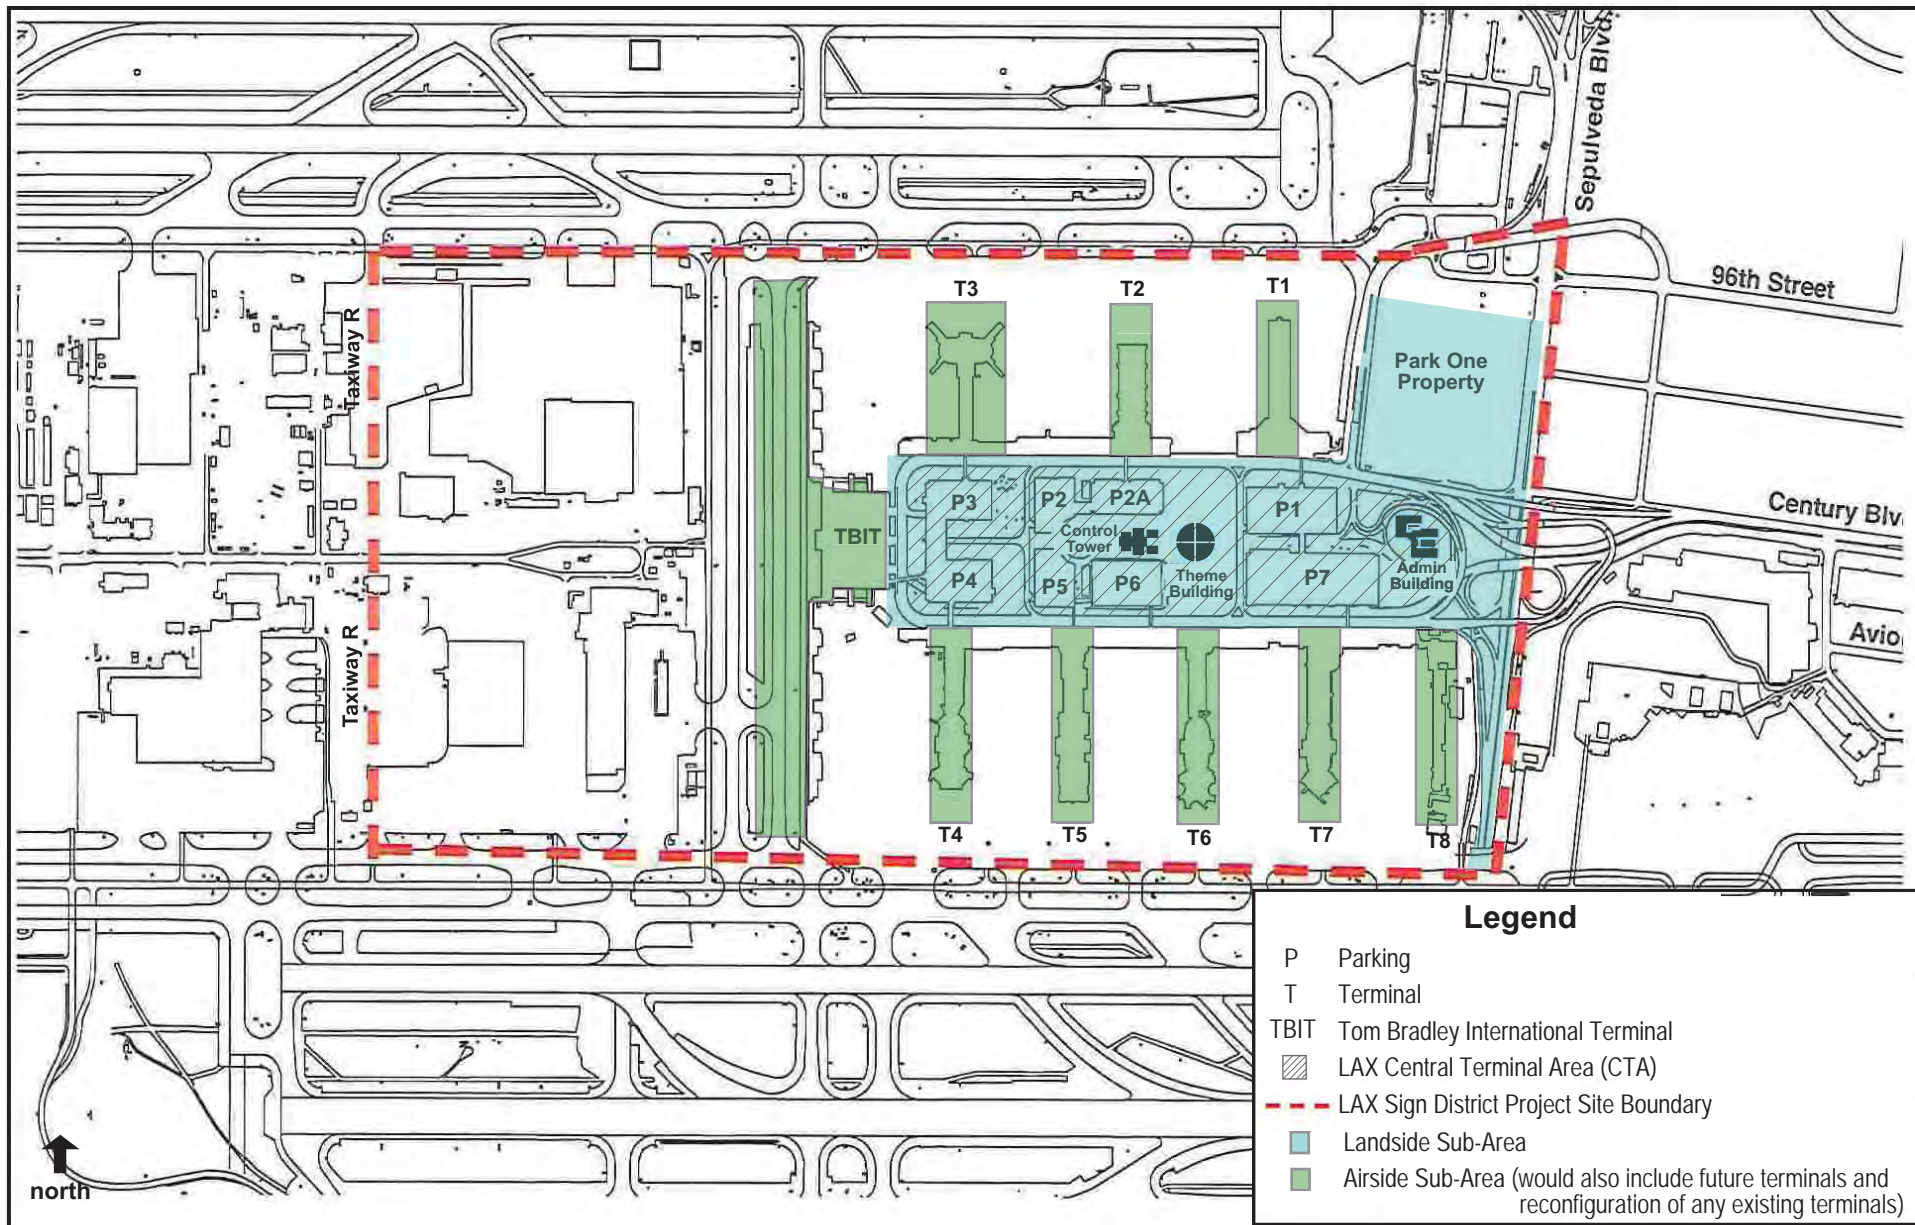 Sepulveda Blvd
96th Street
T3
T2
T1
Taxiway R
Park One
Property
Century Blv
P3
P2
P2A
P1
TBIT
Control
Tower
Theme
Building
Admin
Building
P4
P5
P6
P7
Avio
Taxiway R
T4
T5
T6
T7
T8
Legend
P Parking
T Terminal
TBIT Tom Bradley International Terminal
LAX Central Terminal Area (CTA)
LAX Sign District Project Site Boundary
Landside Sub-Area
Airside Sub-Area (would also include future terminals and
reconfiguration of any existing terminals)
north